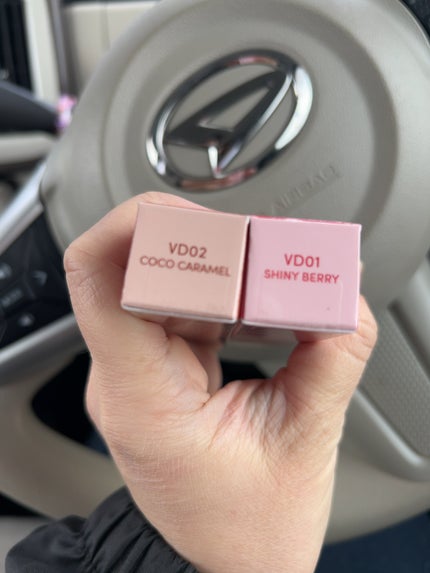 VD02
COCO CARAMEL
VD01
SHINY BERRY
AIRBAG